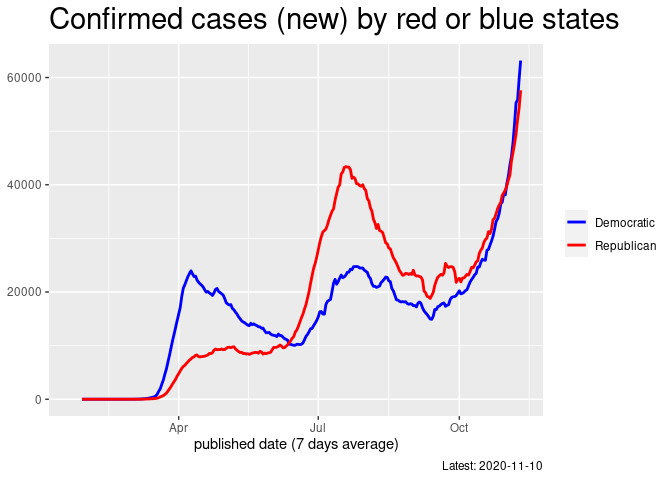 Confirmed cases (new) by red or blue states
60000
40000
20000
0
Apr
Jul
Oct
published date (7 days average)
Latest: 2020-11-10
Democratic
Republican